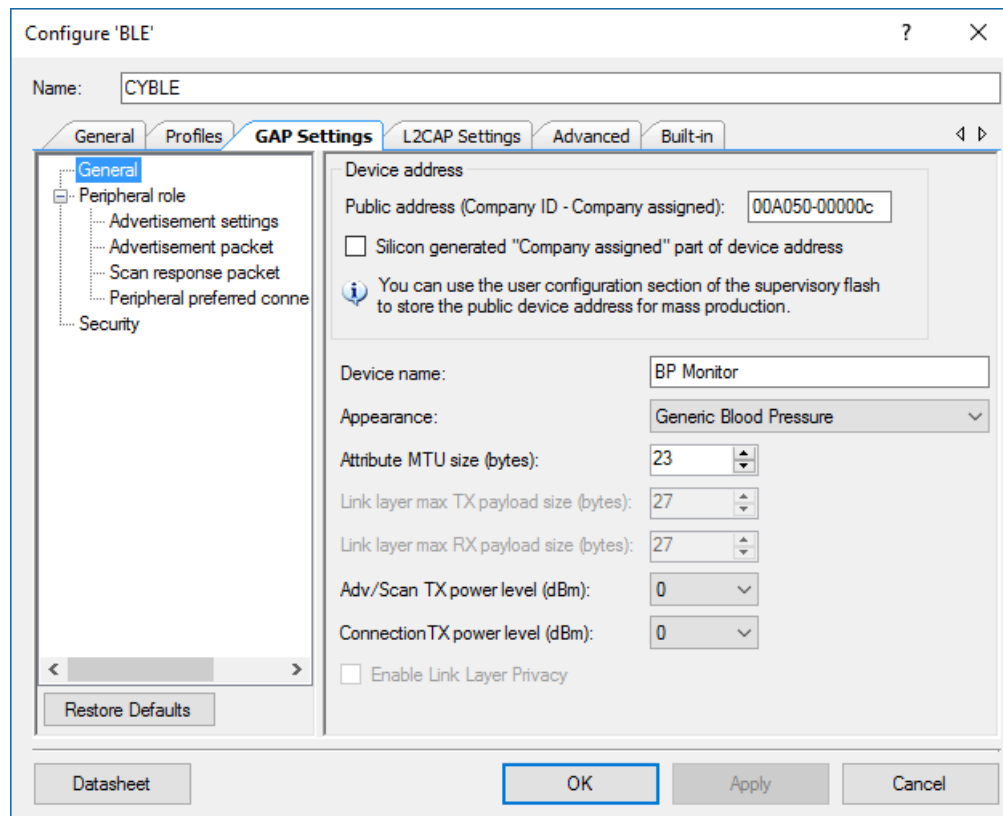 Configure 'BLE'
Name: CYBLE
General Profiles GAP Settings L2CAP Settings Advanced Built-in
General
Peripheral role
Advertisement settings
Advertisement packet
Scan response packet
Peripheral preferred conne
Security
Restore Defaults
Device address
Public address (Company ID - Company assigned): 00A050-00000c
Silicon generated "Company assigned" part of device address
You can use the user configuration section of the supervisory flash
to store the public device address for mass production.
Device name: BP Monitor
Appearance: Generic Blood Pressure
Attribute MTU size (bytes): 23
Link layer max TX payload size (bytes): 27
Link layer max RX payload size (bytes): 27
Adv/Scan TX power level (dBm): 0
ConnectionTX power level (dBm): 0
Enable Link Layer Privacy
Datasheet OK Apply Cancel